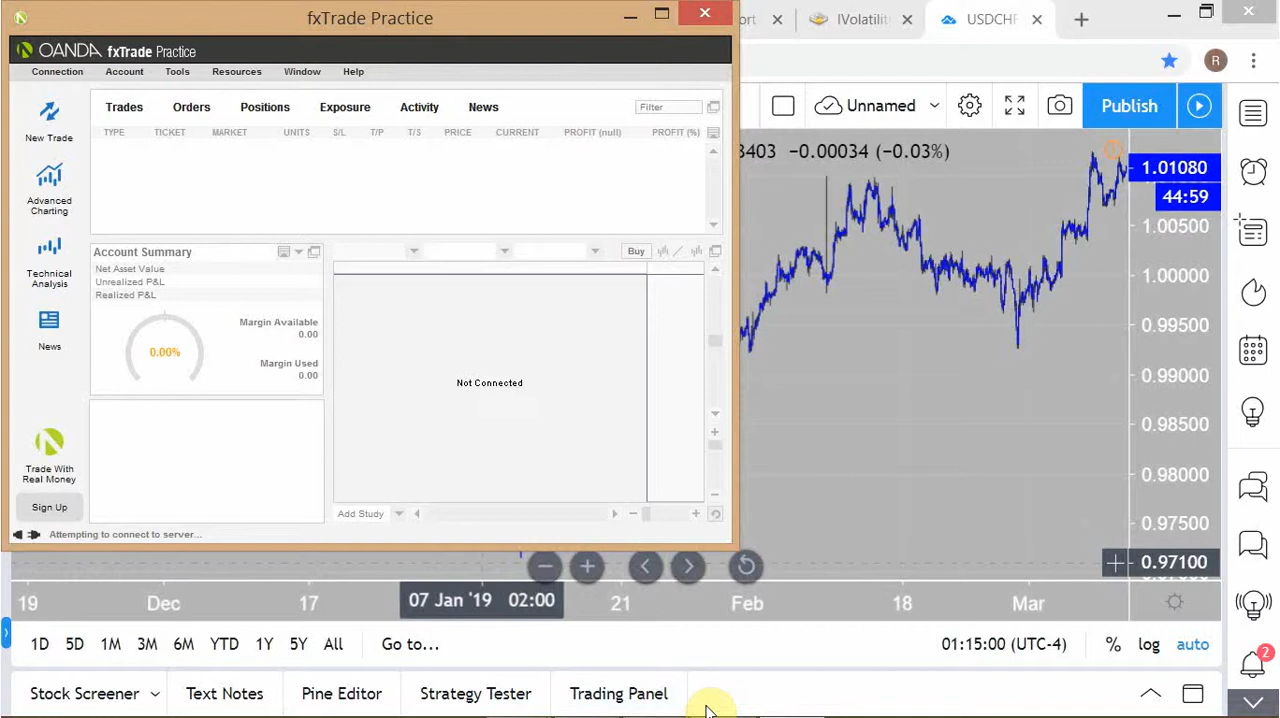 fxTrade Practice
ort
IVolatilit
USDCHF
OANDA fxTrade Practice
R
Connection Account Tools Resources Window Help
New Trade
Advanced
Charting
Technical
Analysis
News
Trade With
Real Money
Sign Up
Trades Orders Positions Exposure Activity News Filter
TYPE TICKET MARKET UNITS S/L T/P T/S PRICE CURRENT PROFIT (null) PROFIT (%)
Account Summary
Net Asset Value
Unrealized P&L
Realized P&L
0.00%
Margin Available
0.00
Margin Used
0.00
Buy
Not Connected
Add Study
Attempting to connect to server...
Unnamed
Publish
3403 −0.00034 (−0.03%)
1.01080
44:59
1.00500
1.00000
0.99500
0.99000
0.98500
0.98000
0.97500
0.97100
19 Dec 17 07 Jan '19 02:00 21 Feb 18 Mar
1D 5D 1M 3M 6M YTD 1Y 5Y All Go to... 01:15:00 (UTC-4) % log auto
2
Stock Screener Text Notes Pine Editor Strategy Tester Trading Panel